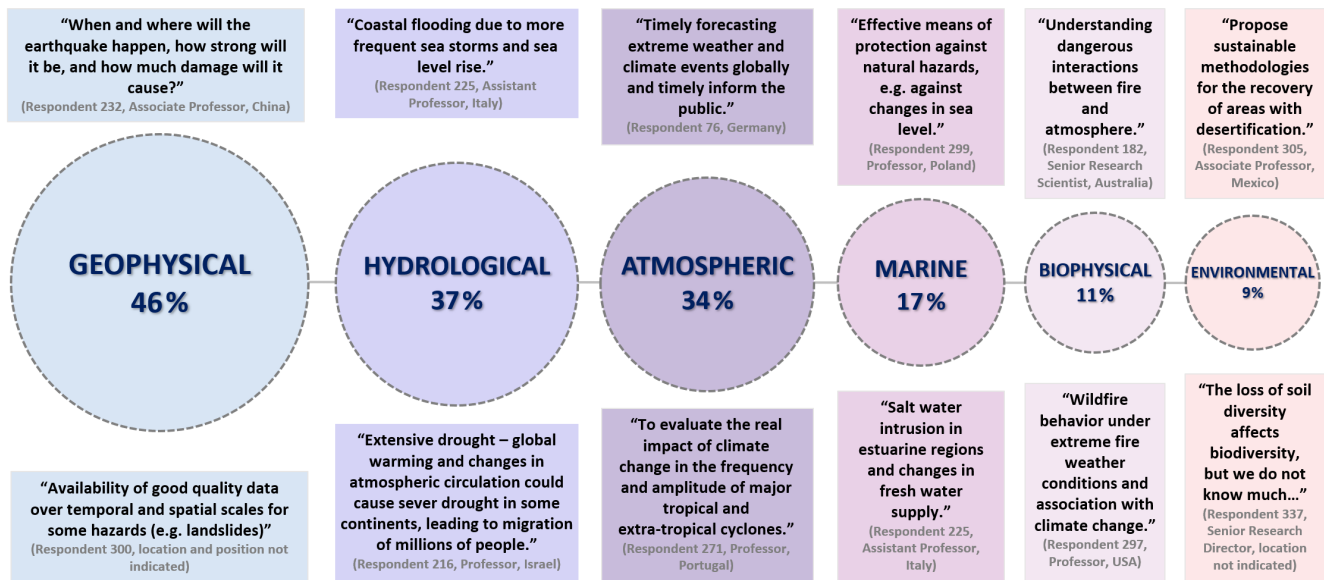 “When and where will the
earthquake happen, how strong will
it be, and how much damage will it
cause?”
(Respondent 232, Associate Professor, China)
“Coastal flooding due to more
frequent sea storms and sea
level rise.”
(Respondent 225, Assistant
Professor, Italy)
“Timely forecasting
extreme weather and
climate events globally
and timely inform the
public.”
(Respondent 76, Germany)
“Effective means of
protection against
natural hazards,
e.g. against
changes in sea
level.”
(Respondent 299,
Professor, Poland)
“Understanding
dangerous
interactions
between fire
and
atmosphere.”
(Respondent 182,
Senior Research
Scientist, Australia)
“Propose
sustainable
methodologies
for the recovery
of areas with
desertification.”
(Respondent 305,
Associate Professor,
Mexico)
GEOPHYSICAL
46%
HYDROLOGICAL
37%
ATMOSPHERIC
34%
MARINE
17%
BIOPHYSICAL
11%
ENVIRONMENTAL
9%
“Availability of good quality data
over temporal and spatial scales for
some hazards (e.g. landslides)”
(Respondent 300, location and position not
indicated)
“Extensive drought – global
warming and changes in
atmospheric circulation could
cause sever drought in some
continents, leading to migration
of millions of people.”
(Respondent 216, Professor, Israel)
“To evaluate the real
impact of climate
change in the frequency
and amplitude of major
tropical and
extra-tropical cyclones.”
(Respondent 271, Professor,
Portugal)
“Salt water
intrusion in
estuarine regions
and changes in
fresh water
supply.”
(Respondent 225,
Assistant Professor,
Italy)
“Wildfire
behavior under
extreme fire
weather
conditions and
association with
climate change.”
(Respondent 297,
Professor, USA)
“The loss of soil
diversity
affects
biodiversity,
but we do not
know much…”
(Respondent 337,
Senior Research
Director, location
not indicated)